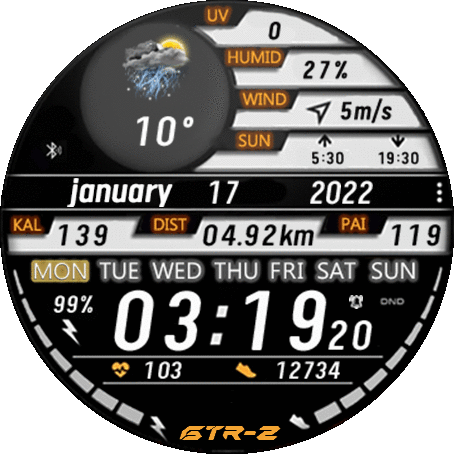 UV 0
HUMID 27%
10°
WIND 5m/s
SUN 5:30 19:30
january 17 2022
KAL 139 DIST 04.92km PAI 119
MON TUE WED THU FRI SAT SUN
99% 03:19 20 DND
103 12734
GTR-2